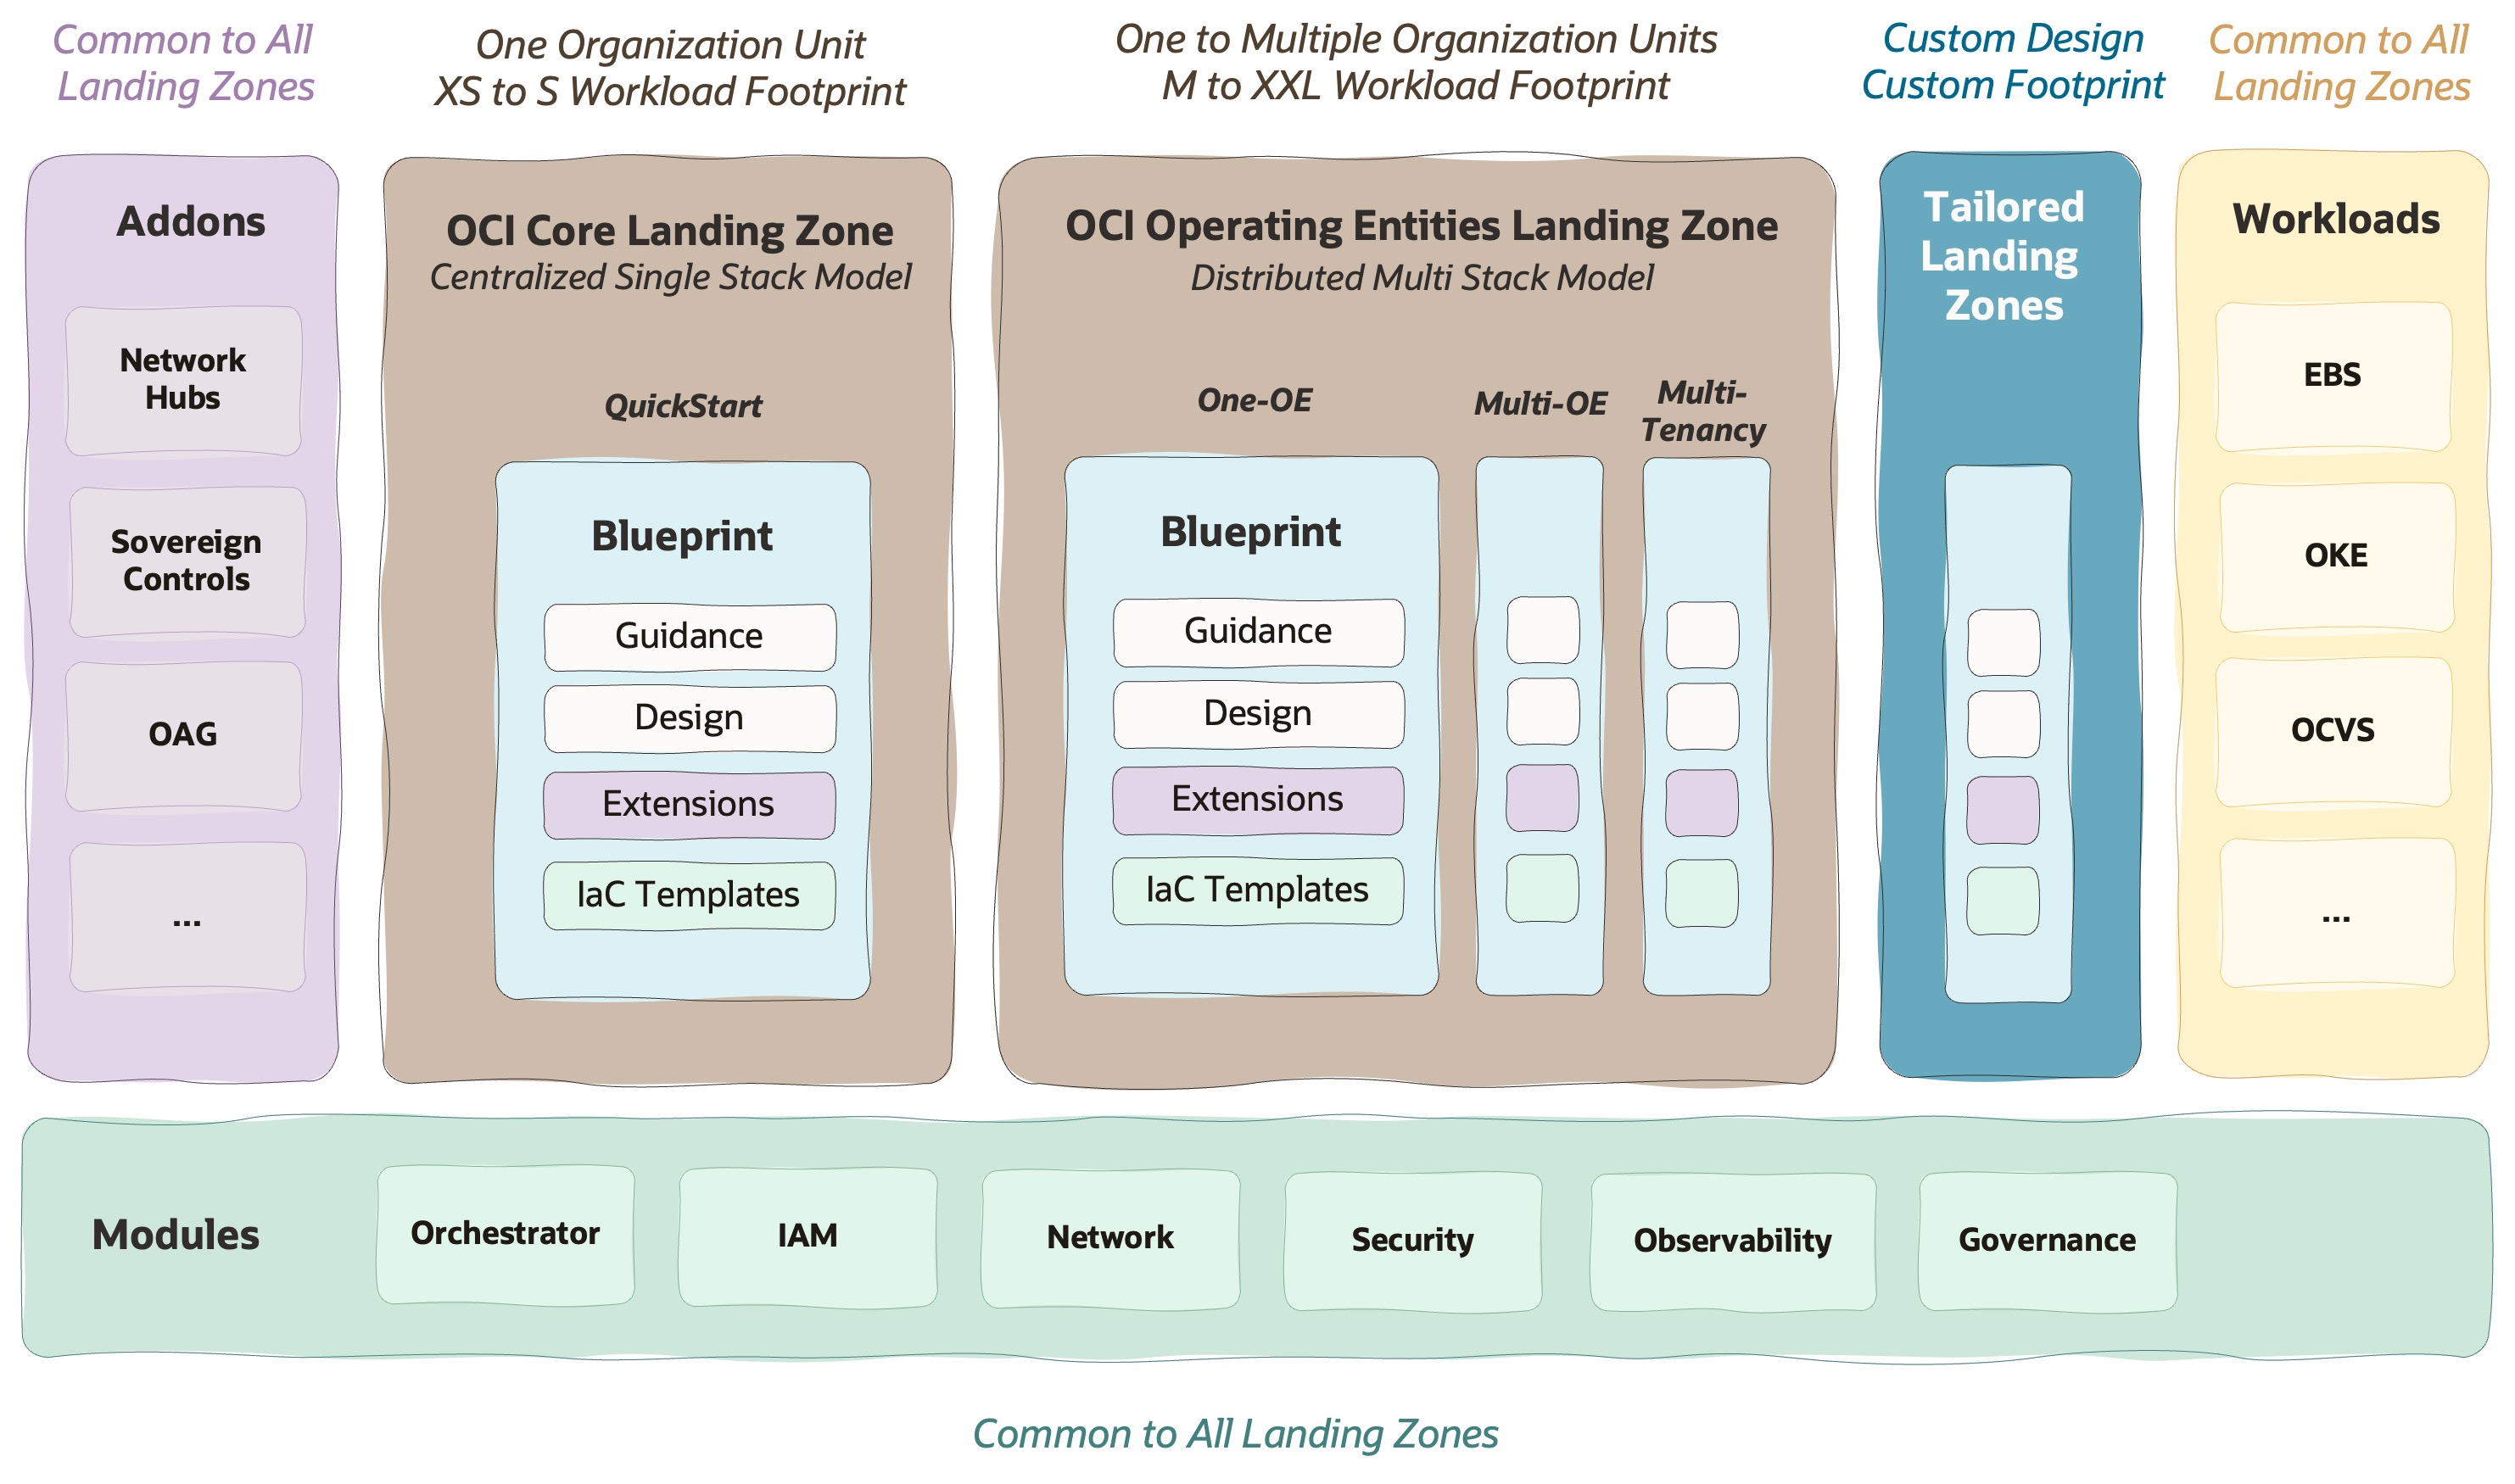 Common to All
Landing Zones
One Organization Unit
XS to S Workload Footprint
One to Multiple Organization Units
M to XXL Workload Footprint
Custom Design
Custom Footprint
Common to All
Landing Zones
Addons
Network
Hubs
Sovereign
Controls
OAG
...
OCI Core Landing Zone
Centralized Single Stack Model
QuickStart
Blueprint
Guidance
Design
Extensions
IaC Templates
OCI Operating Entities Landing Zone
Distributed Multi Stack Model
One-OE
Blueprint
Guidance
Design
Extensions
IaC Templates
Multi-OE
Multi-
Tenancy
Tailored
Landing
Zones
Workloads
EBS
OKE
OCVS
...
Modules
Orchestrator
IAM
Network
Security
Observability
Governance
Common to All Landing Zones